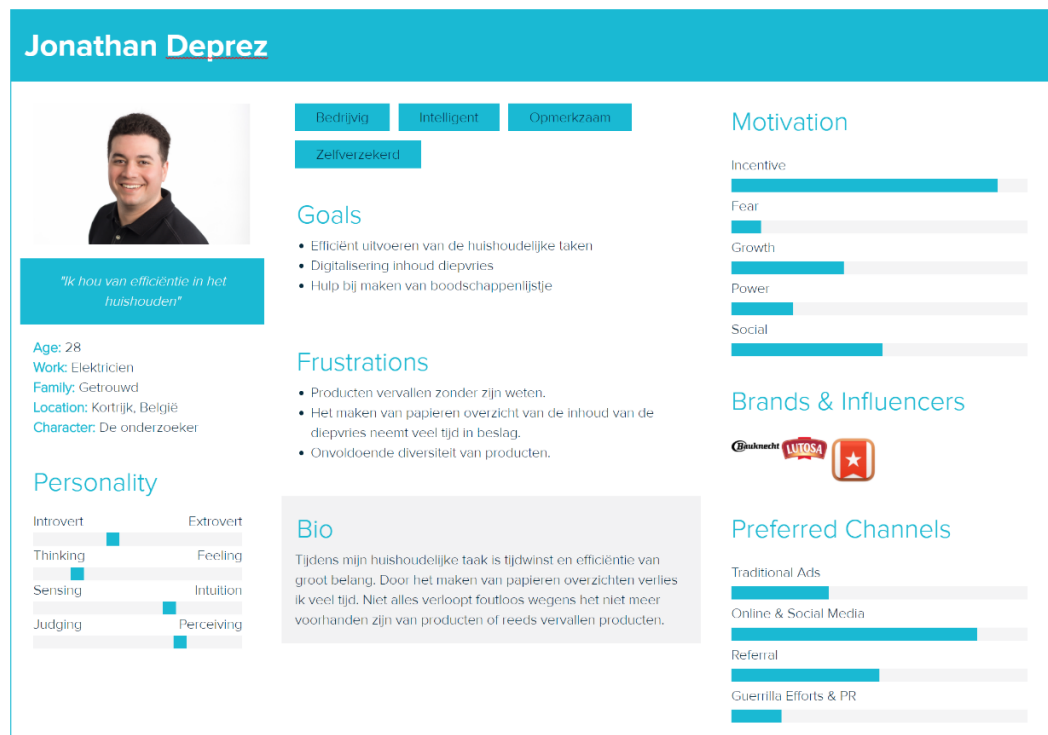 Jonathan Deprez
"Ik hou van efficiëntie in het
huishouden"
Age: 28
Work: Elektricien
Family: Getrouwd
Location: Kortrijk, België
Character: De onderzoeker
Personality
Introvert Extrovert
Thinking Feeling
Sensing Intuition
Judging Perceiving
Bedrijvig Intelligent Opmerkzaam
Zelfverzekerd
Goals
• Efficiënt uitvoeren van de huishoudelijke taken
• Digitalisering inhoud diepvries
• Hulp bij maken van boodschappenlijstje
Frustrations
• Producten vervallen zonder zijn weten.
• Het maken van papieren overzicht van de inhoud van de
diepvries neemt veel tijd in beslag.
• Onvoldoende diversiteit van producten.
Bio
Tijdens mijn huishoudelijke taak is tijdwinst en efficiëntie van
groot belang. Door het maken van papieren overzichten verlies
ik veel tijd. Niet alles verloopt foutloos wegens het niet meer
voorhanden zijn van producten of reeds vervallen producten.
Motivation
Incentive
Fear
Growth
Power
Social
Brands & Influencers
Bauknecht LUTOSA
Preferred Channels
Traditional Ads
Online & Social Media
Referral
Guerrilla Efforts & PR